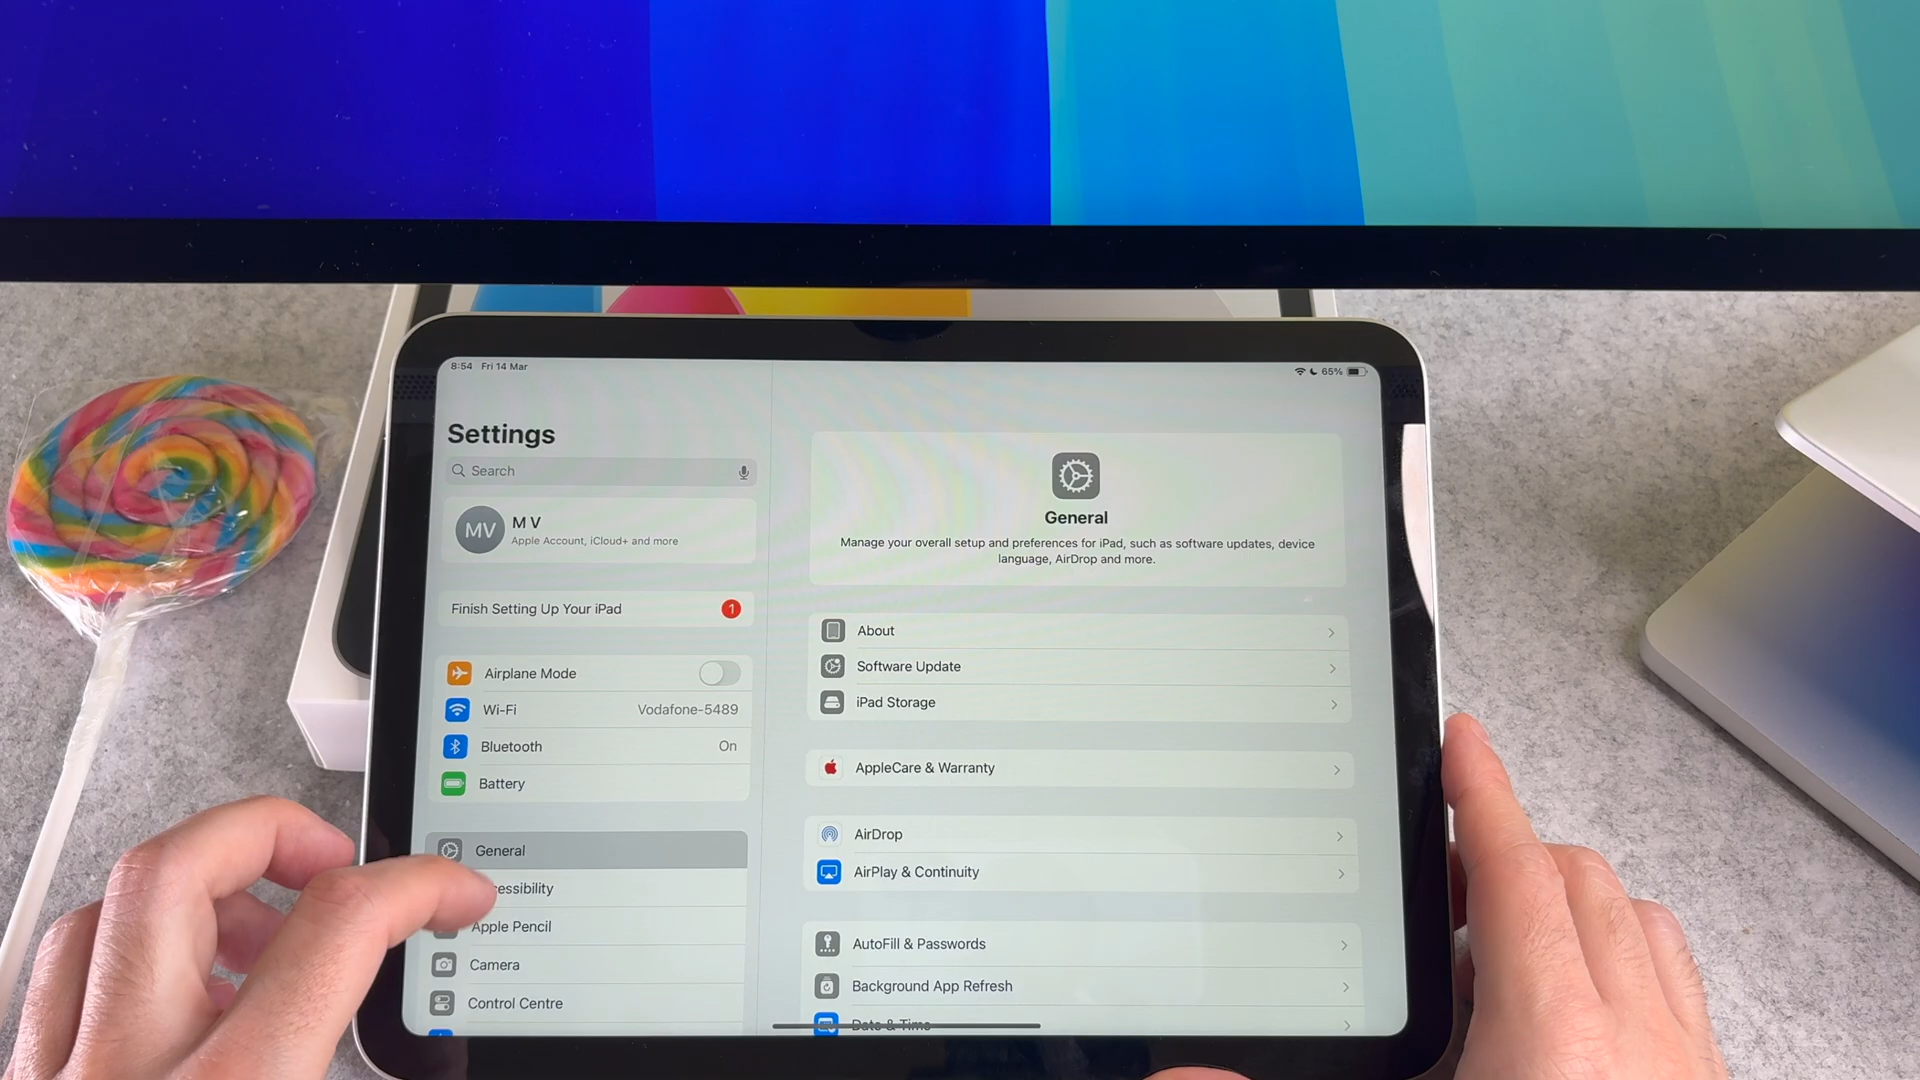 8:54 Fri 14 Mar
65%
Settings
Search
MV
M V
Apple Account, iCloud+ and more
Finish Setting Up Your iPad
1
Airplane Mode
Wi-Fi
Vodafone-5489
Bluetooth
On
Battery
General
cessibility
Apple Pencil
Camera
Control Centre
General
Manage your overall setup and preferences for iPad, such as software updates, device
language, AirDrop and more.
About
Software Update
iPad Storage
AppleCare & Warranty
AirDrop
AirPlay & Continuity
AutoFill & Passwords
Background App Refresh
Date & Time